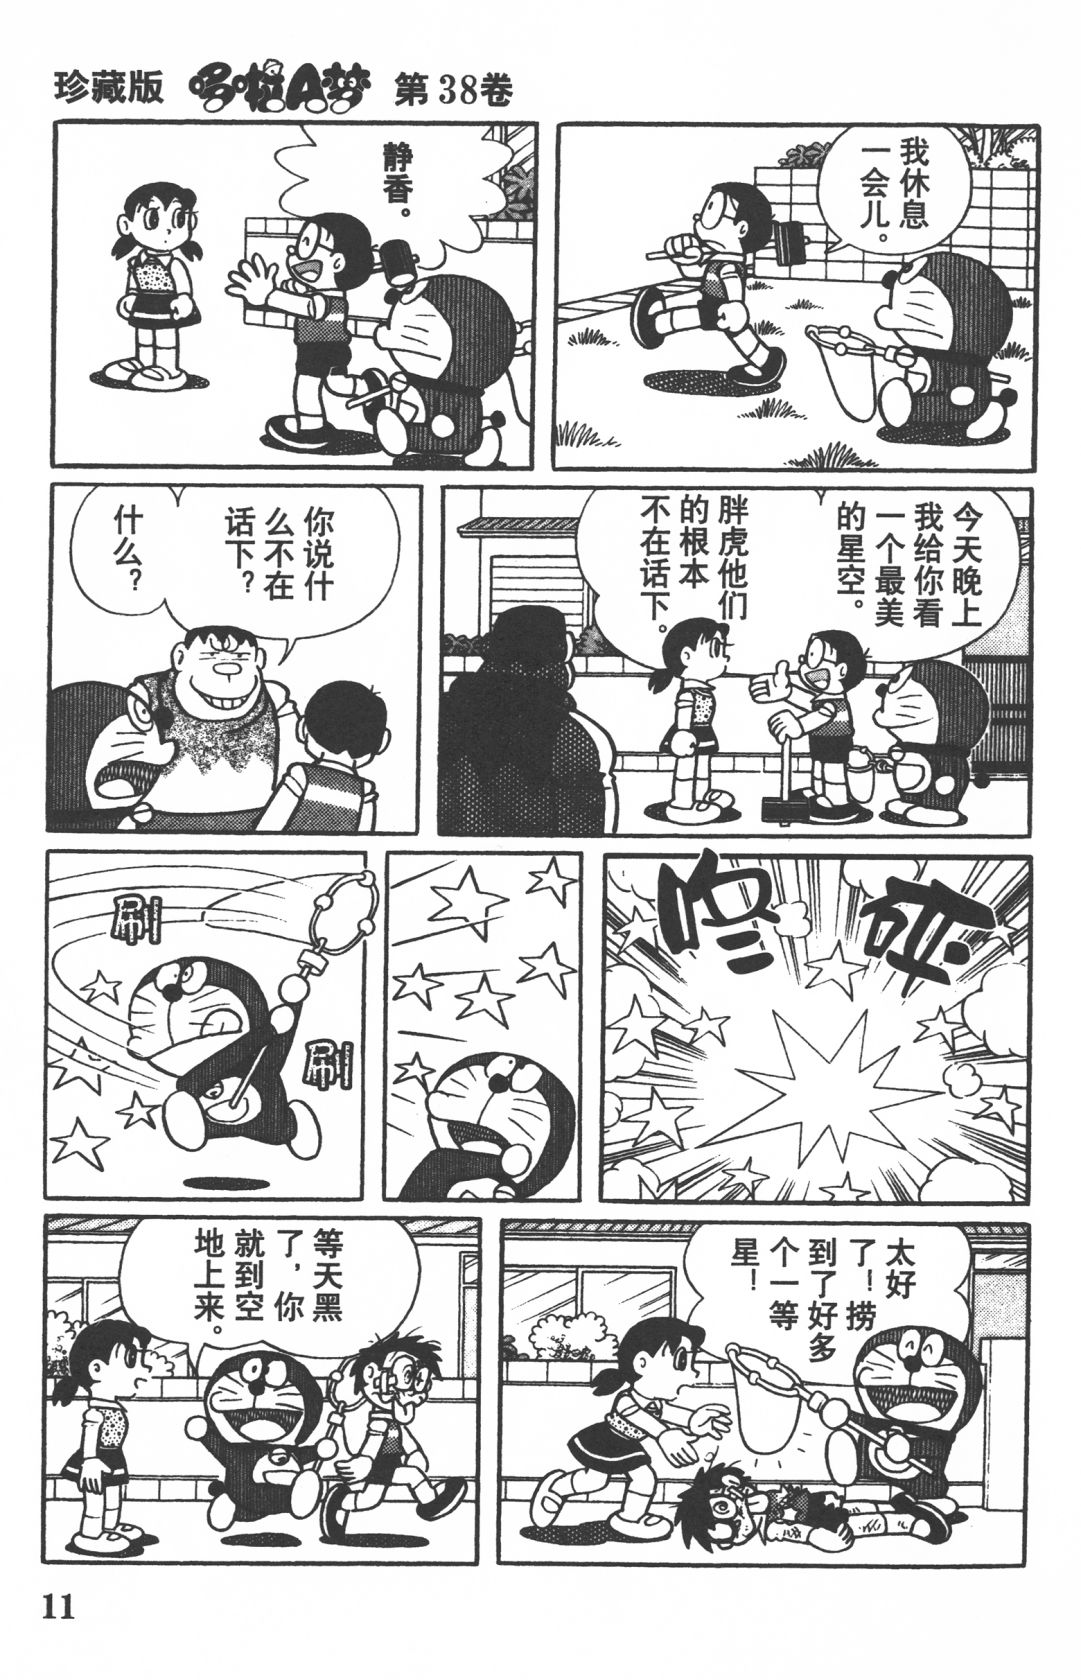 珍藏版 哆啦A梦 第38卷
我休息
一会儿。
静香。
今天晚上
我给你看
一个最美
的星空。
胖虎他们
的根本
不在话下。
你说什
么不在
话下？
什么？
咚 砰
刷
刷
太好
了！捞
到了好多
个一等
星！
等天黑
了，你
就到空
地上来。
11